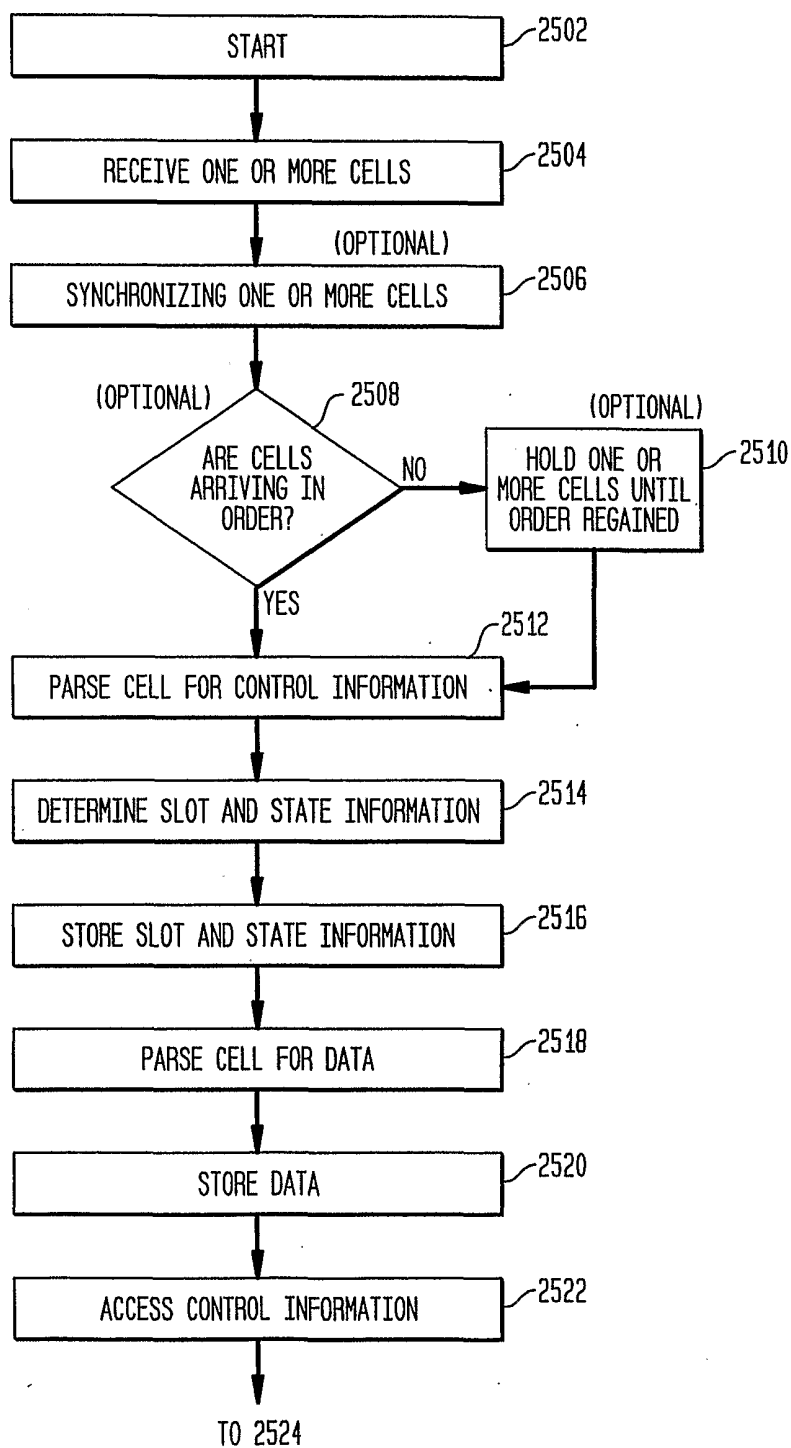 START
2502
RECEIVE ONE OR MORE CELLS
2504
(OPTIONAL)
SYNCHRONIZING ONE OR MORE CELLS
2506
(OPTIONAL)
2508
ARE CELLS
ARRIVING IN
ORDER?
NO
YES
(OPTIONAL)
HOLD ONE OR
MORE CELLS UNTIL
ORDER REGAINED
2510
2512
PARSE CELL FOR CONTROL INFORMATION
DETERMINE SLOT AND STATE INFORMATION
2514
STORE SLOT AND STATE INFORMATION
2516
PARSE CELL FOR DATA
2518
STORE DATA
2520
ACCESS CONTROL INFORMATION
2522
TO 2524